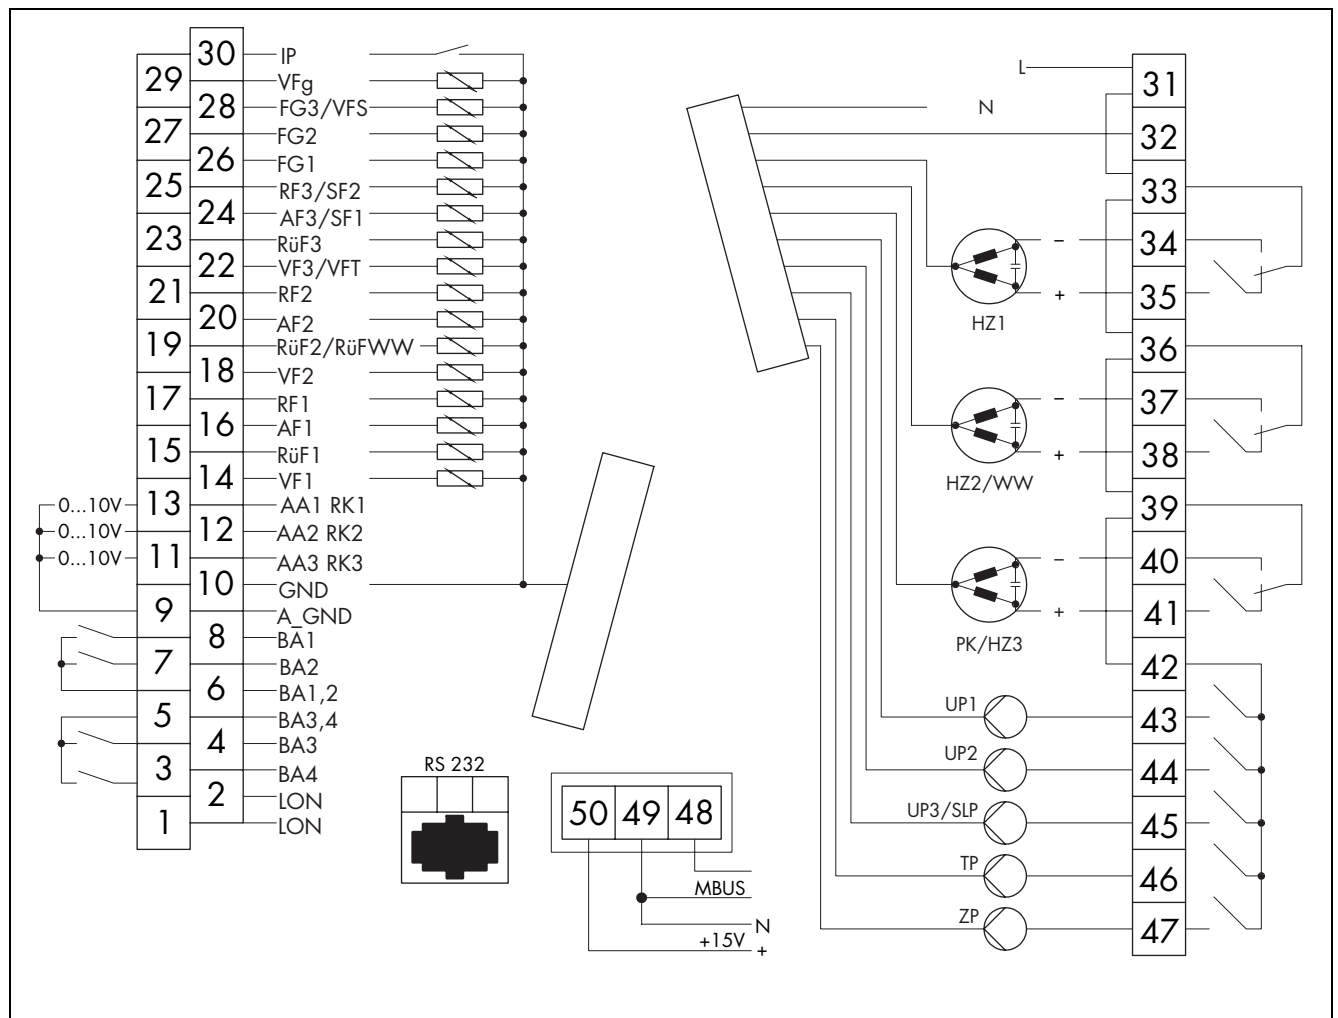 30 IP
29 VFg
28 FG3/VFS
27 FG2
26 FG1
25 RF3/SF2
24 AF3/SF1
23 RüF3
22 VF3/VFT
21 RF2
20 AF2
19 RüF2/RüFWW
18 VF2
17 RF1
16 AF1
15 RüF1
14 VF1
0...10V 13 AA1 RK1
0...10V 12 AA2 RK2
0...10V 11 AA3 RK3
10 GND
9 A_GND
8 BA1
7 BA2
6 BA1,2
5 BA3,4
4 BA3
3 BA4
2 LON
1 LON
RS 232
50 49 48
MBUS
N
+15V +
L 31
N
32
33
− 34
+ 35
HZ1
36
− 37
+ 38
HZ2/WW
39
− 40
+ 41
PK/HZ3
42
UP1 43
UP2 44
UP3/SLP 45
TP 46
ZP 47